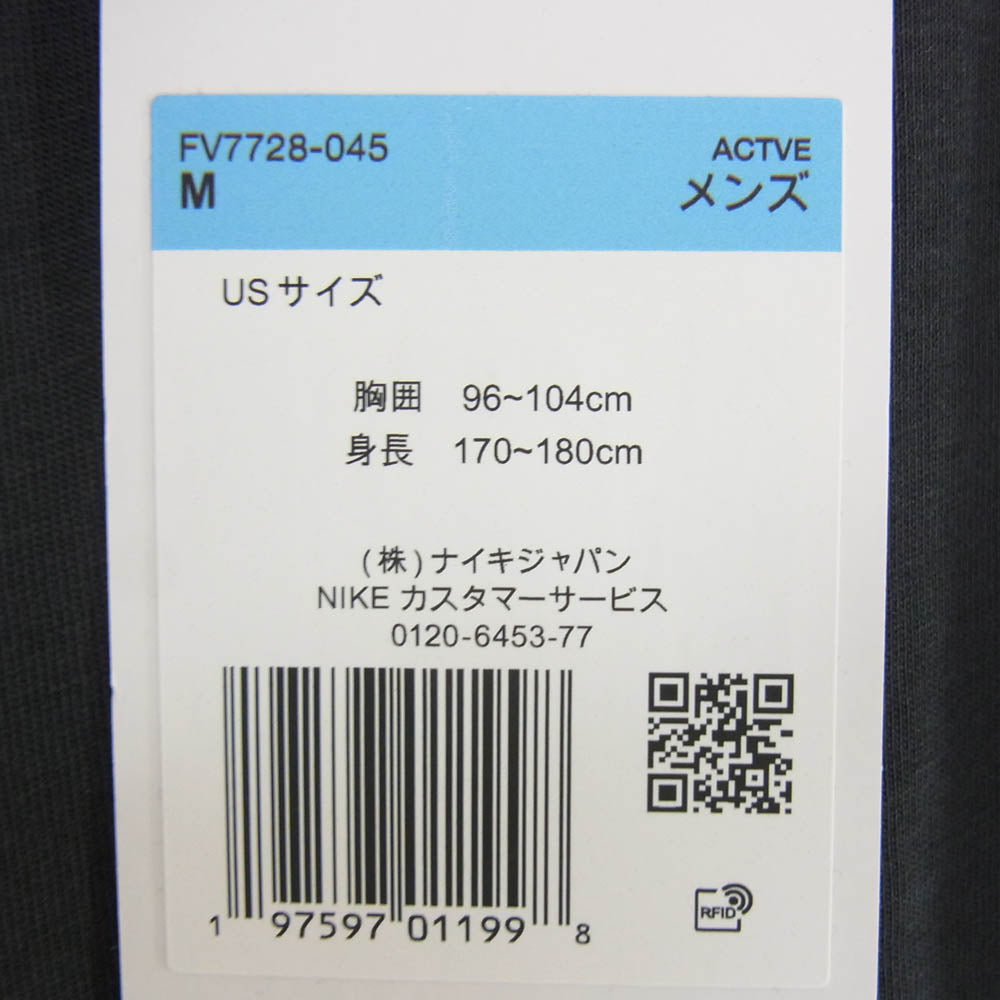 FV7728-045 ACTVE
M メンズ
US サイズ
胸囲 96~104cm
身長 170~180cm
(株)ナイキジャパン
NIKE カスタマーサービス
0120-6453-77
1 97597 01199 8
RFID